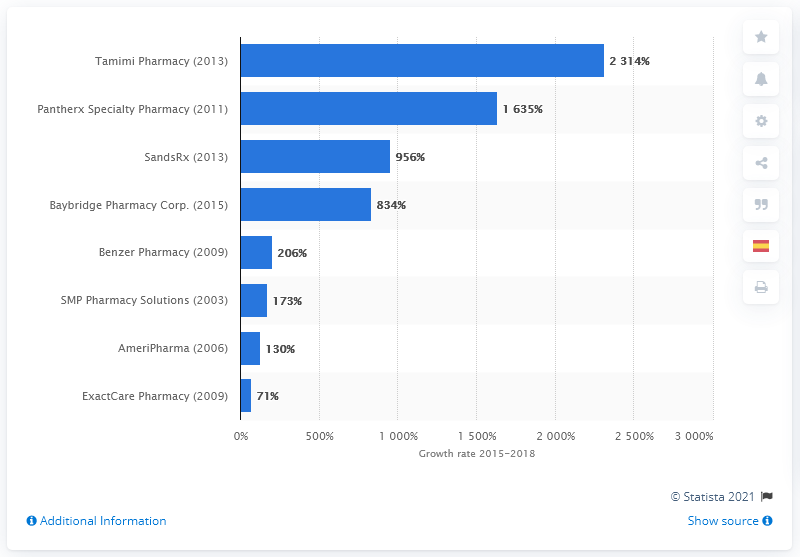 Tamimi Pharmacy (2013)
2 314%
Pantherx Specialty Pharmacy (2011)
1 635%
SandsRx (2013)
956%
Baybridge Pharmacy Corp. (2015)
834%
Benzer Pharmacy (2009)
206%
SMP Pharmacy Solutions (2003)
173%
AmeriPharma (2006)
130%
ExactCare Pharmacy (2009)
71%
0% 500% 1 000% 1 500% 2 000% 2 500% 3 000%
Growth rate 2015-2018
© Statista 2021
Additional Information
Show source